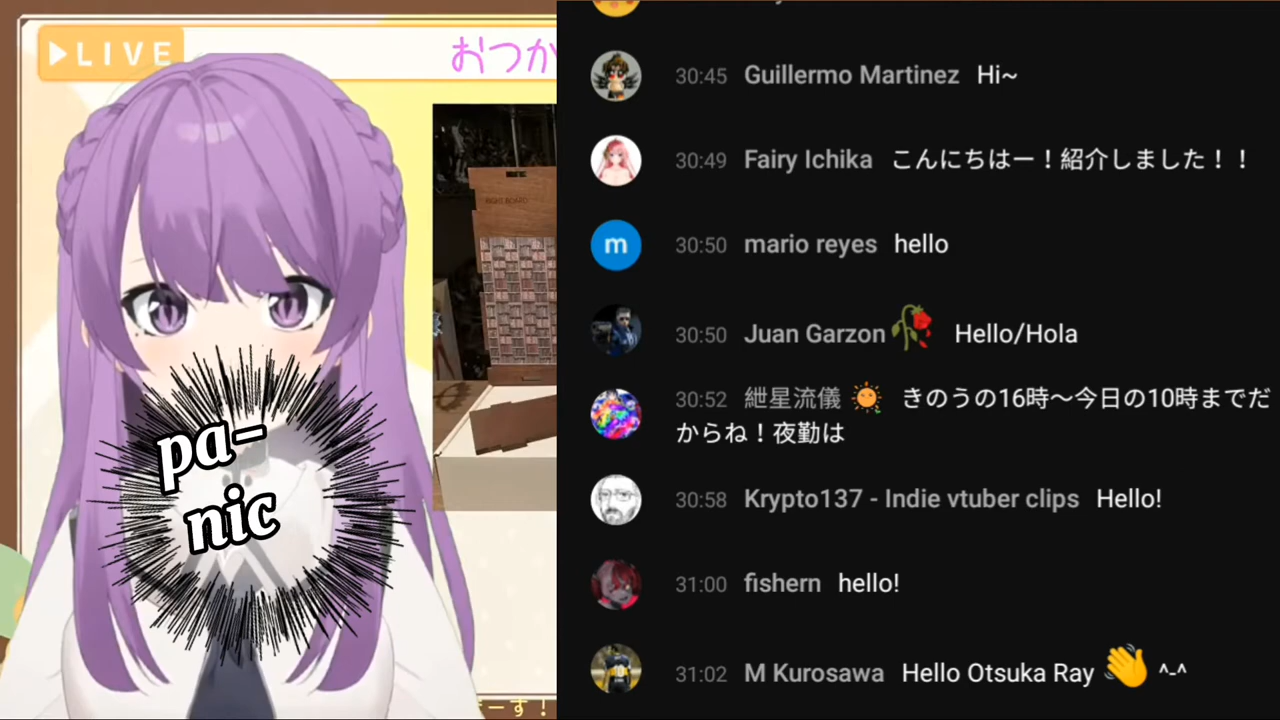 LIVE
おつか
pa-
nic
ーす！
30:45 Guillermo Martinez Hi~
30:49 Fairy Ichika こんにちはー！紹介しました！！
m 30:50 mario reyes hello
30:50 Juan Garzon🥀 Hello/Hola
30:52 紲星流儀 🌞 きのうの16時～今日の10時までだ
からね！夜勤は
30:58 Krypto137 - Indie vtuber clips Hello!
31:00 fishern hello!
31:02 M Kurosawa Hello Otsuka Ray 👋 ^-^